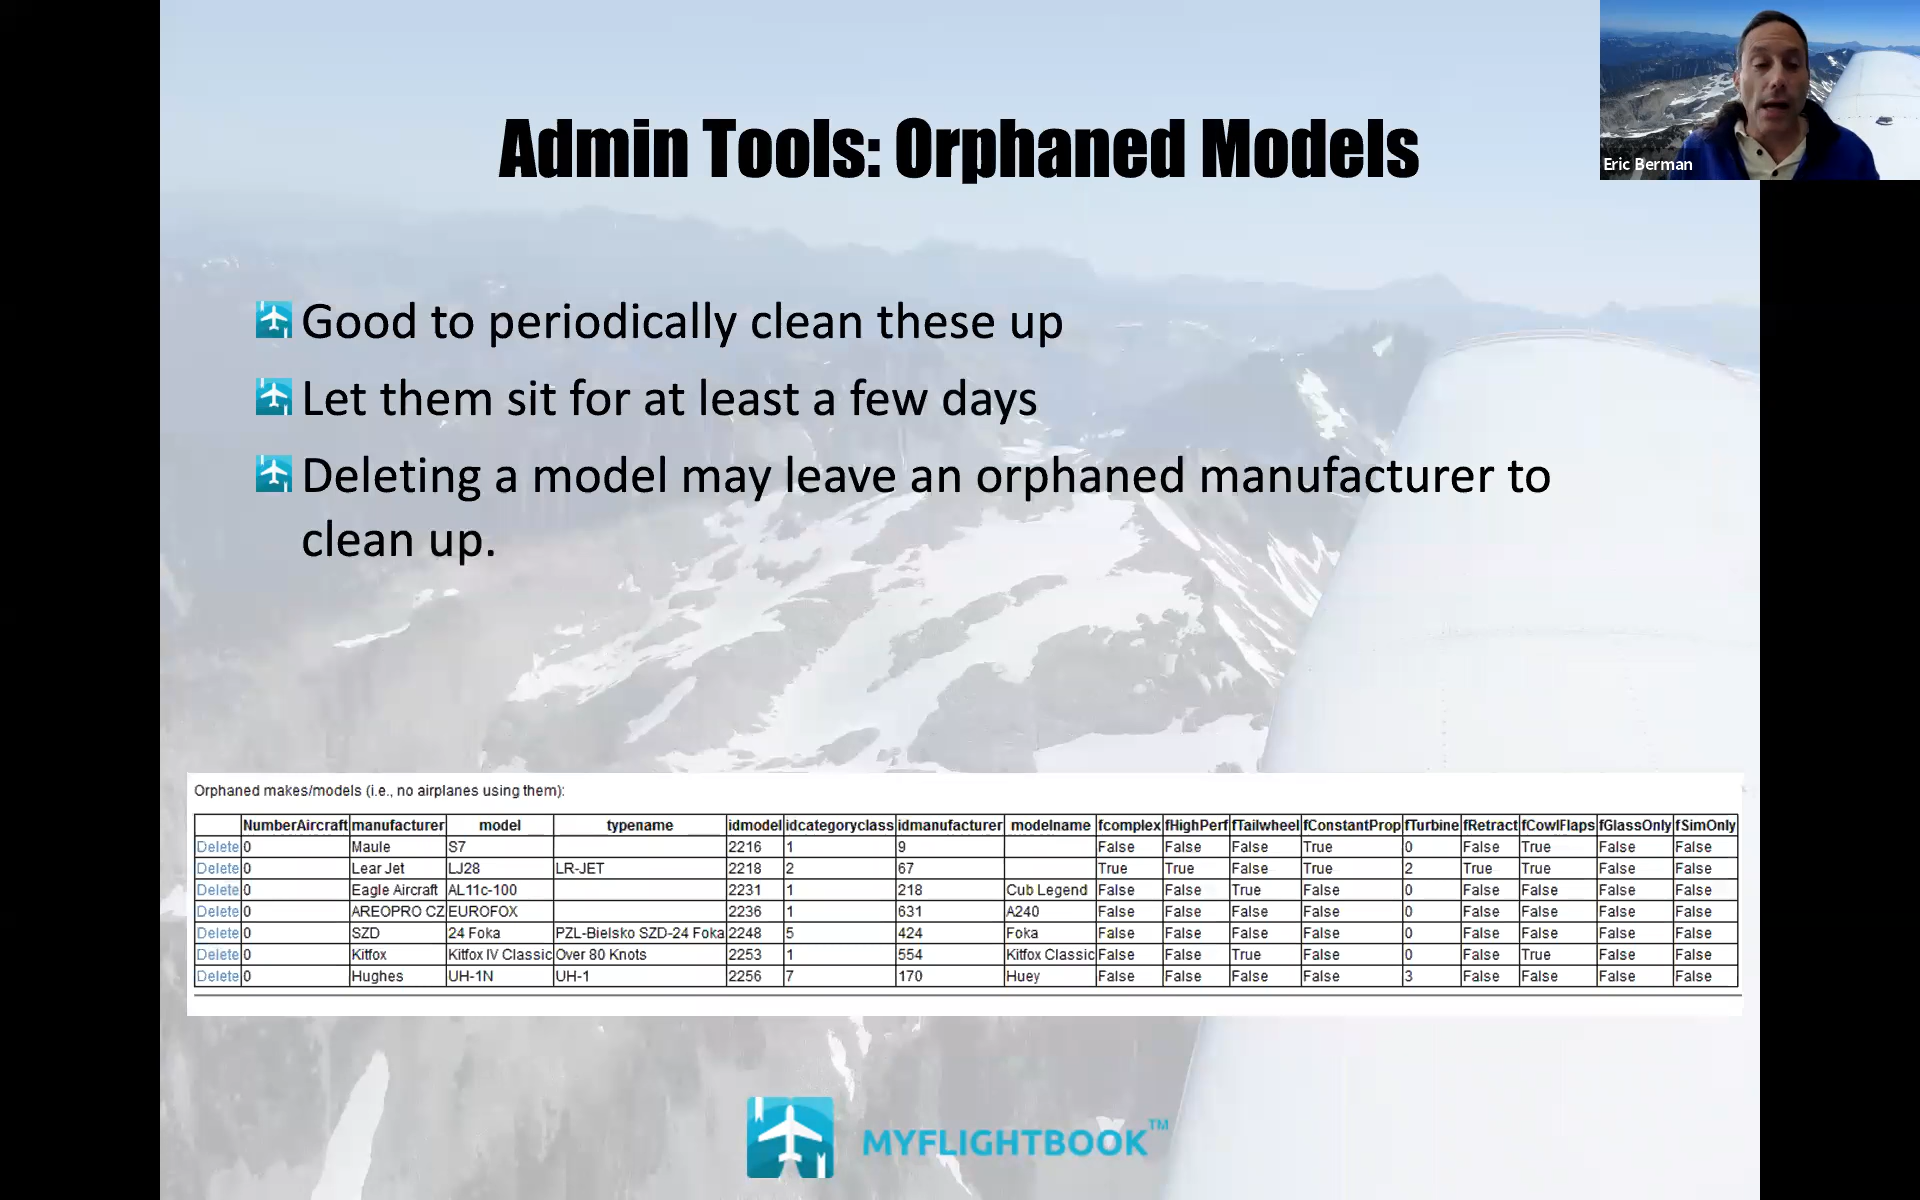 Admin Tools: Orphaned Models
Eric Berman
Good to periodically clean these up
Let them sit for at least a few days
Deleting a model may leave an orphaned manufacturer to
clean up.
Orphaned makes/models (i.e., no airplanes using them):
NumberAircraft manufacturer model typename idmodel idcategoryclass idmanufacturer modelname fcomplex fHighPerf fTailwheel fConstantProp fTurbine fRetract fCowlFlaps fGlassOnly fSimOnly
Delete 0 Maule S7 2216 1 9 False False False True 0 False True False False
Delete 0 Lear Jet LJ28 LR-JET 2218 2 67 True True False True 2 True True False False
Delete 0 Eagle Aircraft AL11c-100 2231 1 218 Cub Legend False False True False 0 False False False False
Delete 0 AREOPRO CZ EUROFOX 2236 1 631 A240 False False False False 0 False False False False
Delete 0 SZD 24 Foka PZL-Bielsko SZD-24 Foka 2248 5 424 Foka False False False False 0 False False False False
Delete 0 Kitfox Kitfox IV Classic Over 80 Knots 2253 1 554 Kitfox Classic False False True False 0 False True False False
Delete 0 Hughes UH-1N UH-1 2256 7 170 Huey False False False False 3 False False False False
MYFLIGHTBOOK™